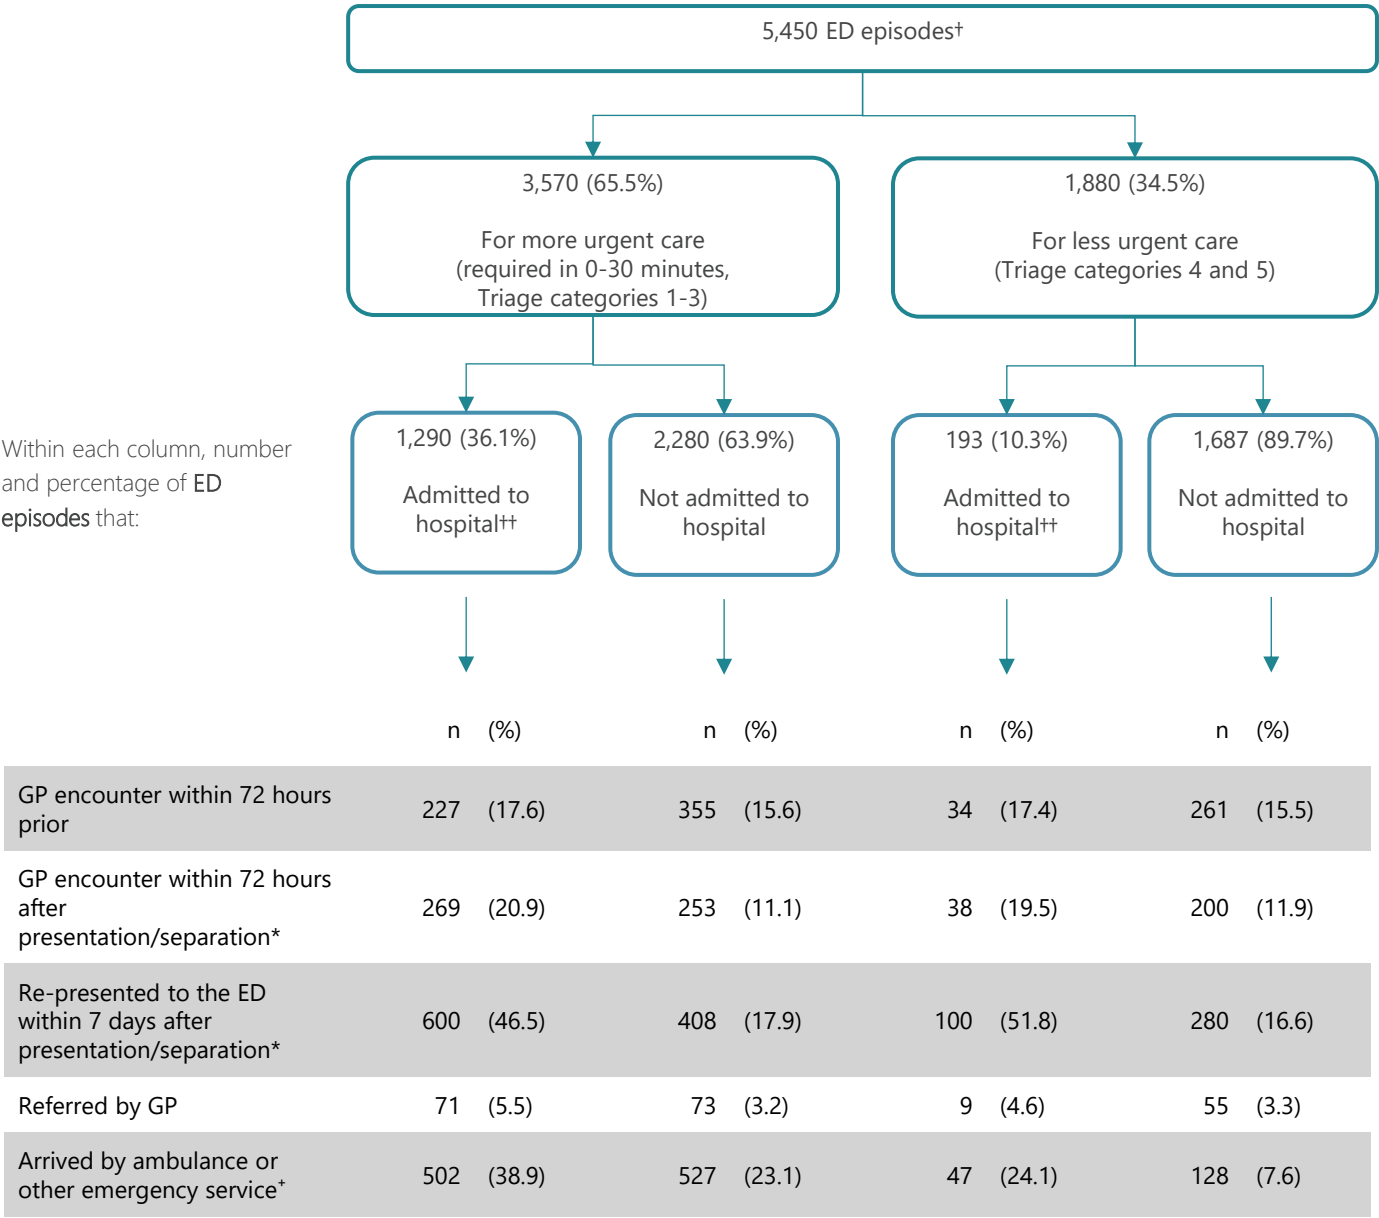 5,450 ED episodes†
3,570 (65.5%)
For more urgent care
(required in 0-30 minutes,
Triage categories 1-3)
1,880 (34.5%)
For less urgent care
(Triage categories 4 and 5)
Within each column, number
and percentage of ED
episodes that:
1,290 (36.1%)
Admitted to
hospital††
2,280 (63.9%)
Not admitted to
hospital
193 (10.3%)
Admitted to
hospital††
1,687 (89.7%)
Not admitted to
hospital
n (%) n (%) n (%) n (%)
GP encounter within 72 hours
prior
227 (17.6) 355 (15.6) 34 (17.4) 261 (15.5)
GP encounter within 72 hours
after
presentation/separation*
269 (20.9) 253 (11.1) 38 (19.5) 200 (11.9)
Re-presented to the ED
within 7 days after
presentation/separation*
600 (46.5) 408 (17.9) 100 (51.8) 280 (16.6)
Referred by GP 71 (5.5) 73 (3.2) 9 (4.6) 55 (3.3)
Arrived by ambulance or
other emergency service⁺
502 (38.9) 527 (23.1) 47 (24.1) 128 (7.6)